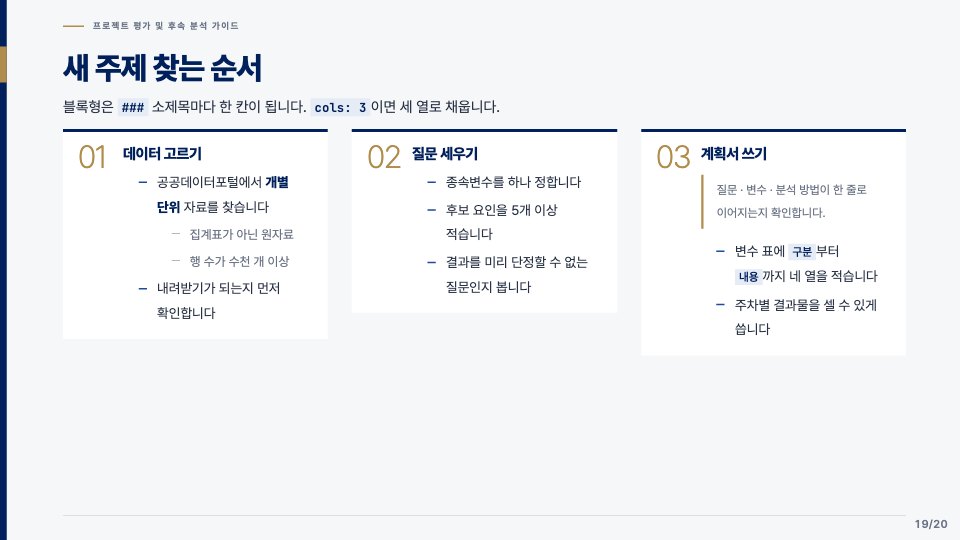 프로젝트 평가 및 후속 분석 가이드
새 주제 찾는 순서
블록형은 ### 소제목마다 한 칸이 됩니다. cols: 3 이면 세 열로 채웁니다.
01 데이터 고르기
– 공공데이터포털에서 개별
단위 자료를 찾습니다
– 집계표가 아닌 원자료
– 행 수가 수천 개 이상
– 내려받기가 되는지 먼저
확인합니다
02 질문 세우기
– 종속변수를 하나 정합니다
– 후보 요인을 5개 이상
적습니다
– 결과를 미리 단정할 수 없는
질문인지 봅니다
03 계획서 쓰기
질문 · 변수 · 분석 방법이 한 줄로
이어지는지 확인합니다.
– 변수 표에 구분 부터
내용 까지 네 열을 적습니다
– 주차별 결과물을 셀 수 있게
씁니다
19/20